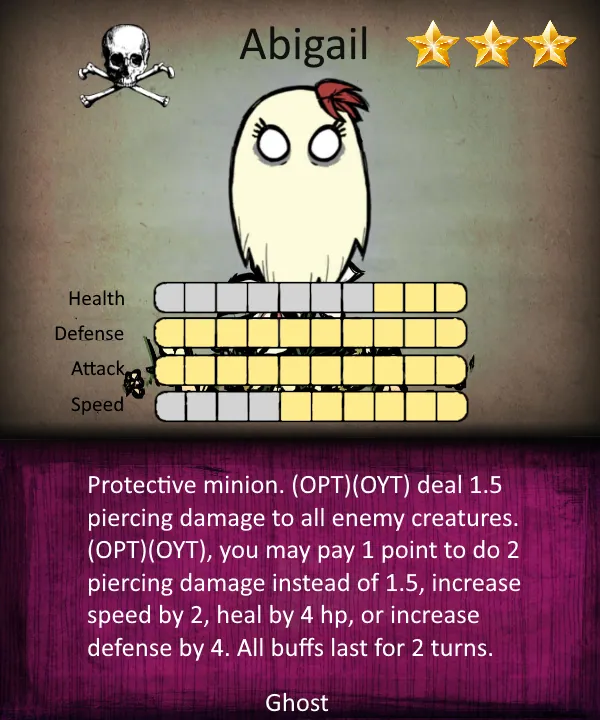 Abigail
Health
Defense
Attack
Speed
Protective minion. (OPT)(OYT) deal 1.5
piercing damage to all enemy creatures.
(OPT)(OYT), you may pay 1 point to do 2
piercing damage instead of 1.5, increase
speed by 2, heal by 4 hp, or increase
defense by 4. All buffs last for 2 turns.
Ghost